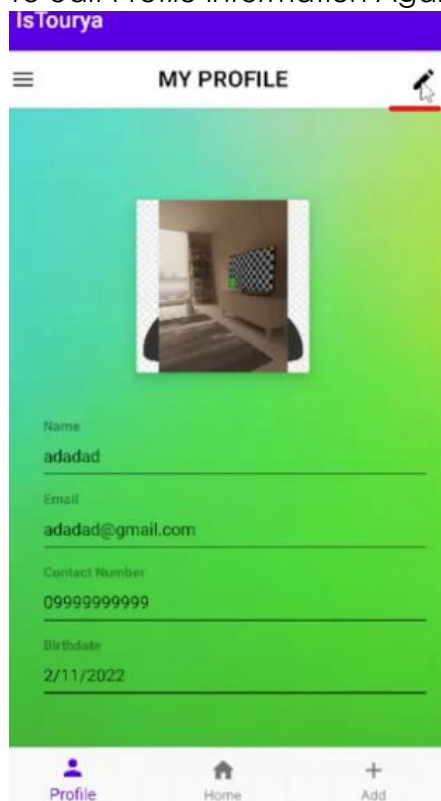 IsTourya
MY PROFILE
Name
adadad
Email
adadad@gmail.com
Contact Number
09999999999
Birthdate
2/11/2022
Profile
Home
Add